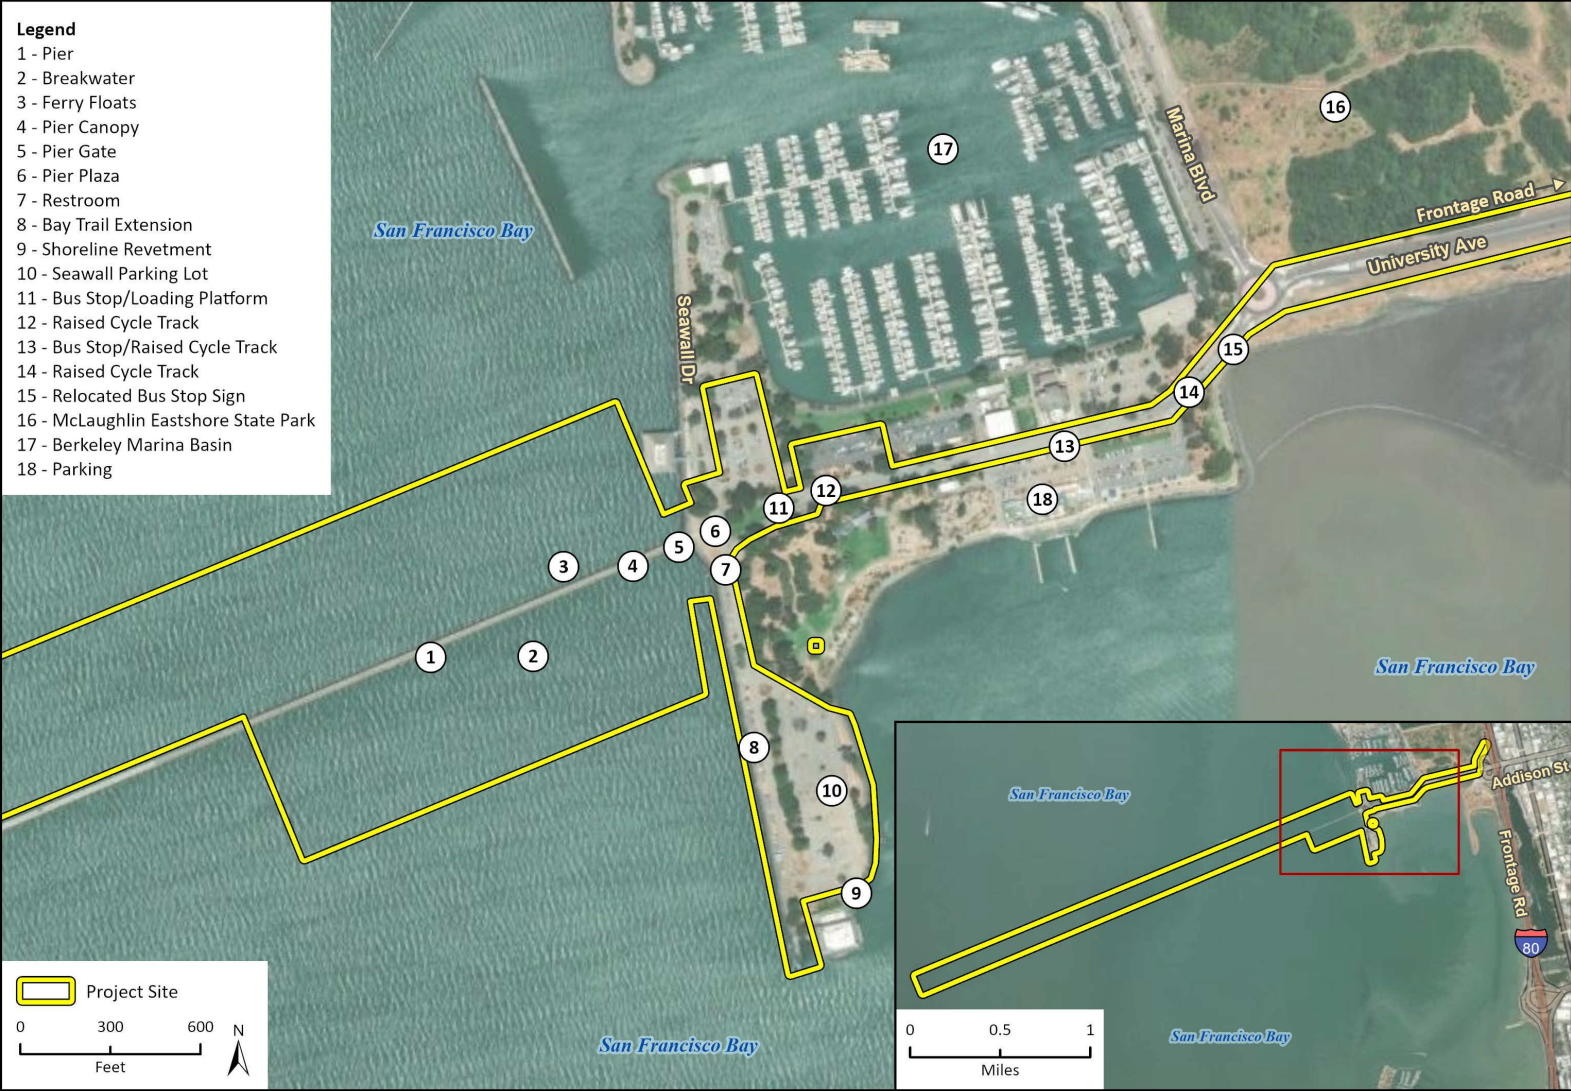 Legend
1 - Pier
2 - Breakwater
3 - Ferry Floats
4 - Pier Canopy
5 - Pier Gate
6 - Pier Plaza
7 - Restroom
8 - Bay Trail Extension
9 - Shoreline Revetment
10 - Seawall Parking Lot
11 - Bus Stop/Loading Platform
12 - Raised Cycle Track
13 - Bus Stop/Raised Cycle Track
14 - Raised Cycle Track
15 - Relocated Bus Stop Sign
16 - McLaughlin Eastshore State Park
17 - Berkeley Marina Basin
18 - Parking
16
17
Marina Blvd
Frontage Road
University Ave
San Francisco Bay
Seawall Dr
15
14
13
12
11
18
6
5
4
3
7
1
2
San Francisco Bay
8
10
9
San Francisco Bay
Project Site
0 300 600
Feet
N
San Francisco Bay
Addison St
Frontage Rd
80
San Francisco Bay
0 0.5 1
Miles